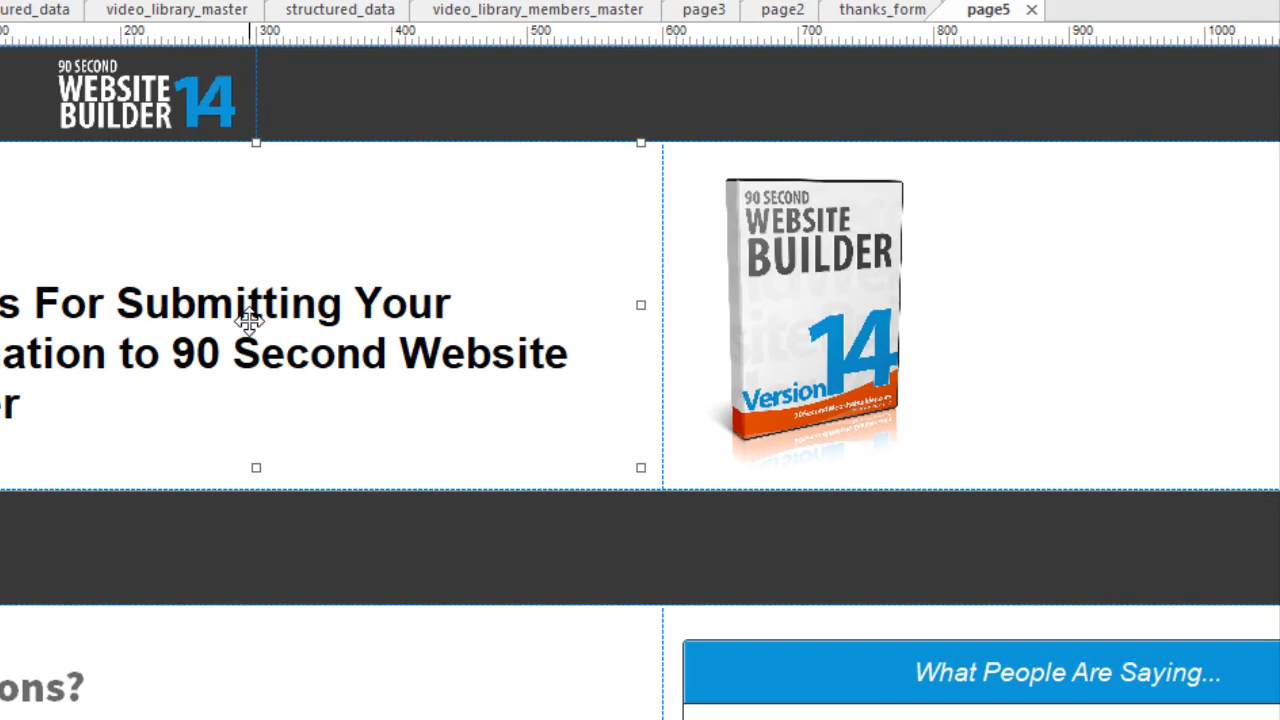 ured_data video_library_master structured_data video_library_members_master page3 page2 thanks_form page5
200 300 400 500 600 700 800 900 1000
90 SECOND
WEBSITE
BUILDER 14
90 SECOND
WEBSITE
BUILDER
14
Version
s For Submitting Your
ation to 90 Second Website
er
ons?
What People Are Saying...